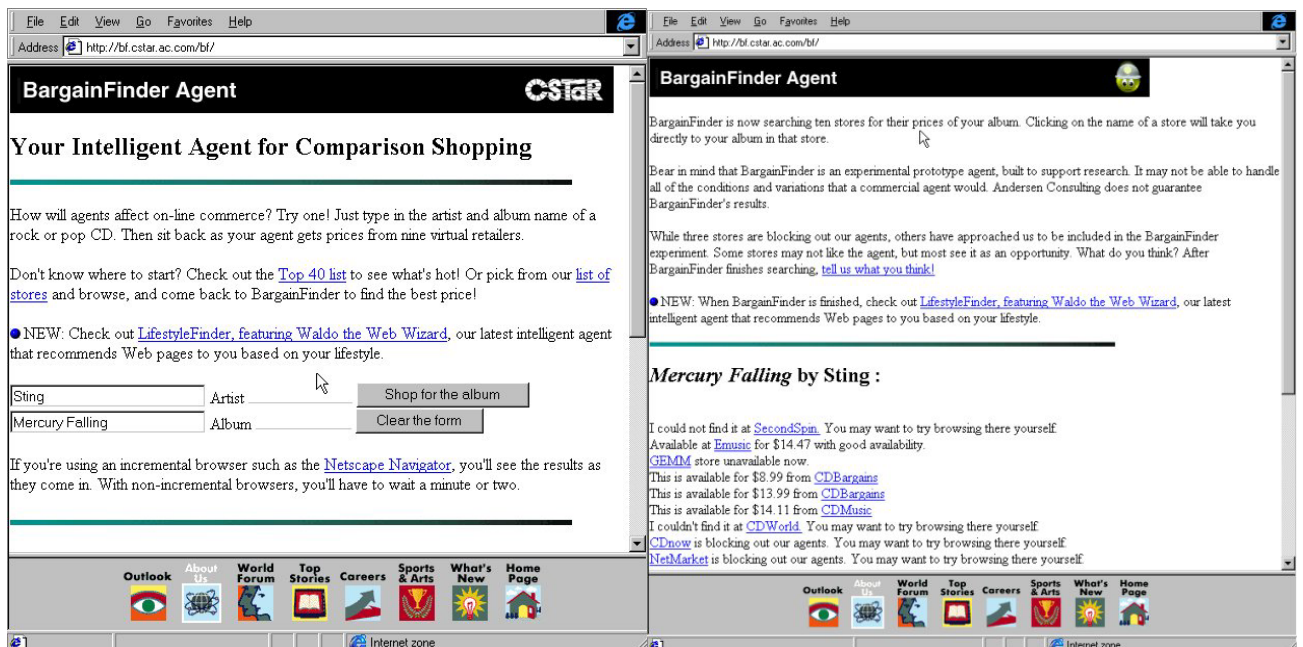 File Edit View Go Favorites Help
Address http://bf.cstar.ac.com/bf/
BargainFinder Agent CSTaR
Your Intelligent Agent for Comparison Shopping
How will agents affect on-line commerce? Try one! Just type in the artist and album name of a
rock or pop CD. Then sit back as your agent gets prices from nine virtual retailers.
Don't know where to start? Check out the Top 40 list to see what's hot! Or pick from our list of
stores and browse, and come back to BargainFinder to find the best price!
NEW: Check out LifestyleFinder, featuring Waldo the Web Wizard, our latest intelligent agent
that recommends Web pages to you based on your lifestyle.
Sting Artist Shop for the album
Mercury Falling Album Clear the form
If you're using an incremental browser such as the Netscape Navigator, you'll see the results as
they come in. With non-incremental browsers, you'll have to wait a minute or two.
Outlook About Us World Forum Top Stories Careers Sports & Arts What's New Home Page
Internet zone
File Edit View Go Favorites Help
Address http://bf.cstar.ac.com/bf/
BargainFinder Agent
BargainFinder is now searching ten stores for their prices of your album. Clicking on the name of a store will take you
directly to your album in that store.
Bear in mind that BargainFinder is an experimental prototype agent, built to support research. It may not be able to handle
all of the conditions and variations that a commercial agent would. Andersen Consulting does not guarantee
BargainFinder's results.
While three stores are blocking out our agents, others have approached us to be included in the BargainFinder
experiment. Some stores may not like the agent, but most see it as an opportunity. What do you think? After
BargainFinder finishes searching, tell us what you think!
NEW: When BargainFinder is finished, check out LifestyleFinder, featuring Waldo the Web Wizard, our latest
intelligent agent that recommends Web pages to you based on your lifestyle.
Mercury Falling by Sting :
I could not find it at SecondSpin. You may want to try browsing there yourself.
Available at Emusic for $14.47 with good availability.
GEMM store unavailable now.
This is available for $8.99 from CDBargains
This is available for $13.99 from CDBargains
This is available for $14.11 from CDMusic
I couldn't find it at CDWorld. You may want to try browsing there yourself.
CDnow is blocking out our agents. You may want to try browsing there yourself.
NetMarket is blocking out our agents. You may want to try browsing there yourself.
Outlook About Us World Forum Top Stories Careers Sports & Arts What's New Home Page
Internet zone